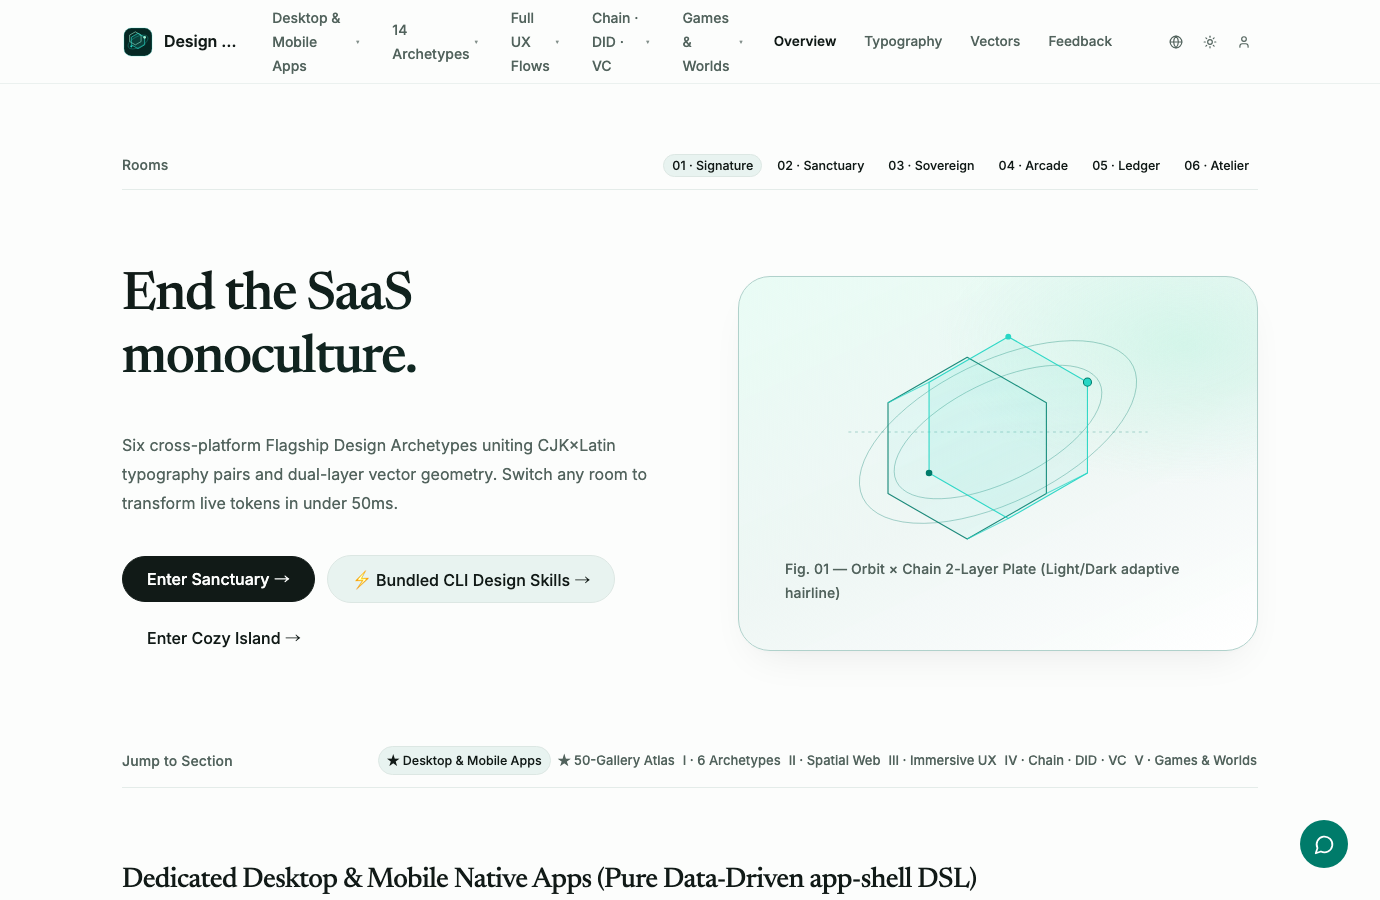 Design ...
Desktop &
Mobile
Apps
14
Archetypes
Full
UX
Flows
Chain ·
DID ·
VC
Games
&
Worlds
Overview
Typography
Vectors
Feedback
Rooms
01 · Signature
02 · Sanctuary
03 · Sovereign
04 · Arcade
05 · Ledger
06 · Atelier
End the SaaS
monoculture.
Six cross-platform Flagship Design Archetypes uniting CJK×Latin
typography pairs and dual-layer vector geometry. Switch any room to
transform live tokens in under 50ms.
Enter Sanctuary →
⚡ Bundled CLI Design Skills →
Enter Cozy Island →
Fig. 01 — Orbit × Chain 2-Layer Plate (Light/Dark adaptive
hairline)
Jump to Section
★ Desktop & Mobile Apps
★ 50-Gallery Atlas
I · 6 Archetypes
II · Spatial Web
III · Immersive UX
IV · Chain · DID · VC
V · Games & Worlds
Dedicated Desktop & Mobile Native Apps (Pure Data-Driven app-shell DSL)